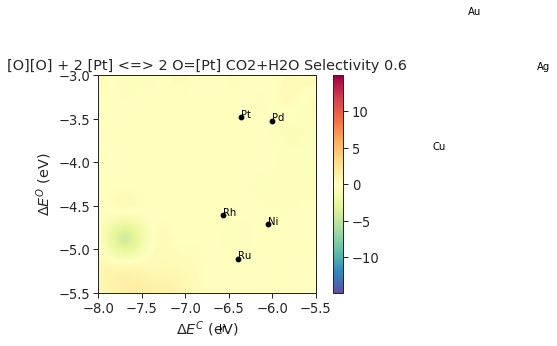 Au
Ag
Cu
[O][O] + 2 [Pt] <=> 2 O=[Pt] CO2+H2O Selectivity 0.6
−3.0
−3.5
−4.0
−4.5
−5.0
−5.5
ΔE^O (eV)
Pt
Pd
Rh
Ni
Ru
−8.0 −7.5 −7.0 −6.5 −6.0 −5.5
ΔE^C (eV)
Ir
10
5
0
−5
−10